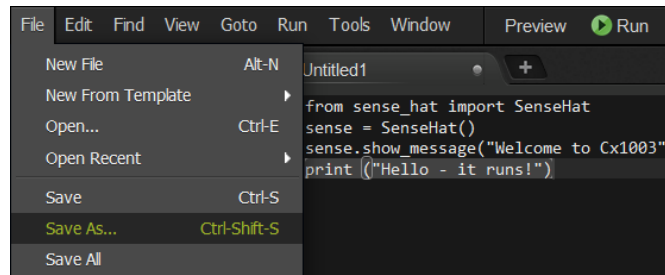 File Edit Find View Goto Run Tools Window Preview Run
New File Alt-N
New From Template
Open... Ctrl-E
Open Recent
Save Ctrl-S
Save As... Ctrl-Shift-S
Save All
Untitled1 +
from sense_hat import SenseHat
sense = SenseHat()
sense.show_message("Welcome to Cx1003"
print ("Hello - it runs!")